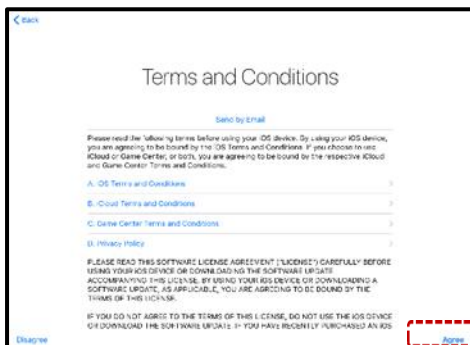 Back
Terms and Conditions
Send by Email
Please read the following terms before using your iOS device. By using your iOS device,
you are agreeing to be bound by the iOS Terms and Conditions. If you choose to use
iCloud or Game Center, or both, you are agreeing to be bound by the respective iCloud
and Game Center Terms and Conditions.
A. iOS Terms and Conditions
B. iCloud Terms and Conditions
C. Game Center Terms and Conditions
D. Privacy Policy
PLEASE READ THIS SOFTWARE LICENSE AGREEMENT ("LICENSE") CAREFULLY BEFORE
USING YOUR iOS DEVICE OR DOWNLOADING THE SOFTWARE UPDATE
ACCOMPANYING THIS LICENSE. BY USING YOUR iOS DEVICE OR DOWNLOADING A
SOFTWARE UPDATE, AS APPLICABLE, YOU ARE AGREEING TO BE BOUND BY THE
TERMS OF THIS LICENSE.
IF YOU DO NOT AGREE TO THE TERMS OF THIS LICENSE, DO NOT USE THE iOS DEVICE
OR DOWNLOAD THE SOFTWARE UPDATE. IF YOU HAVE RECENTLY PURCHASED AN iOS
Disagree
Agree